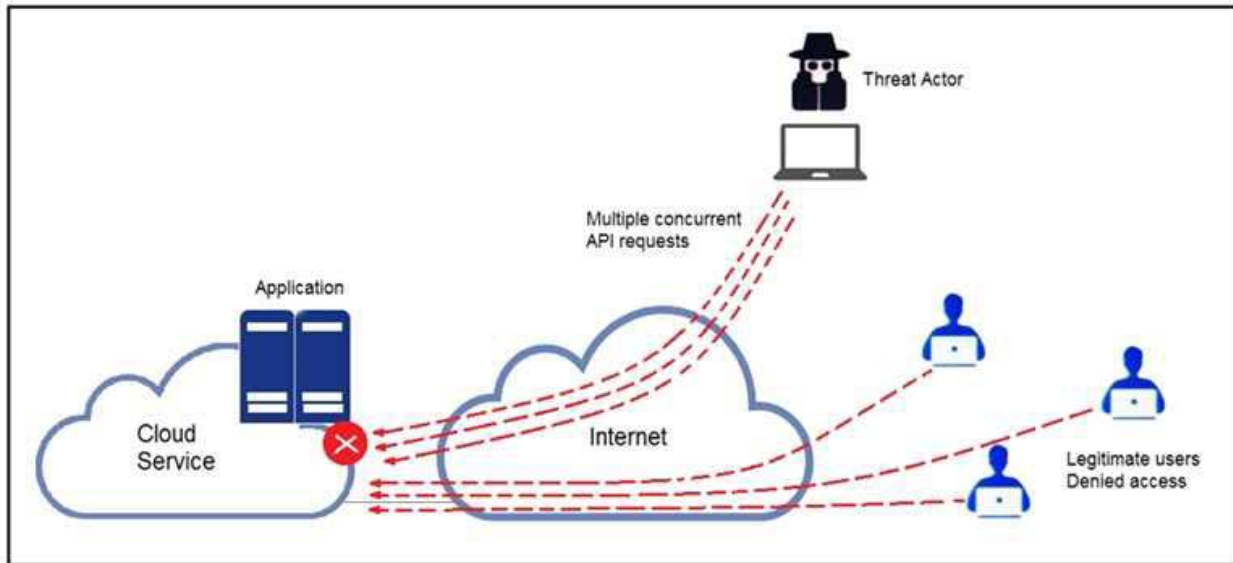 Threat Actor
Multiple concurrent
API requests
Application
Cloud
Service
Internet
Legitimate users
Denied access